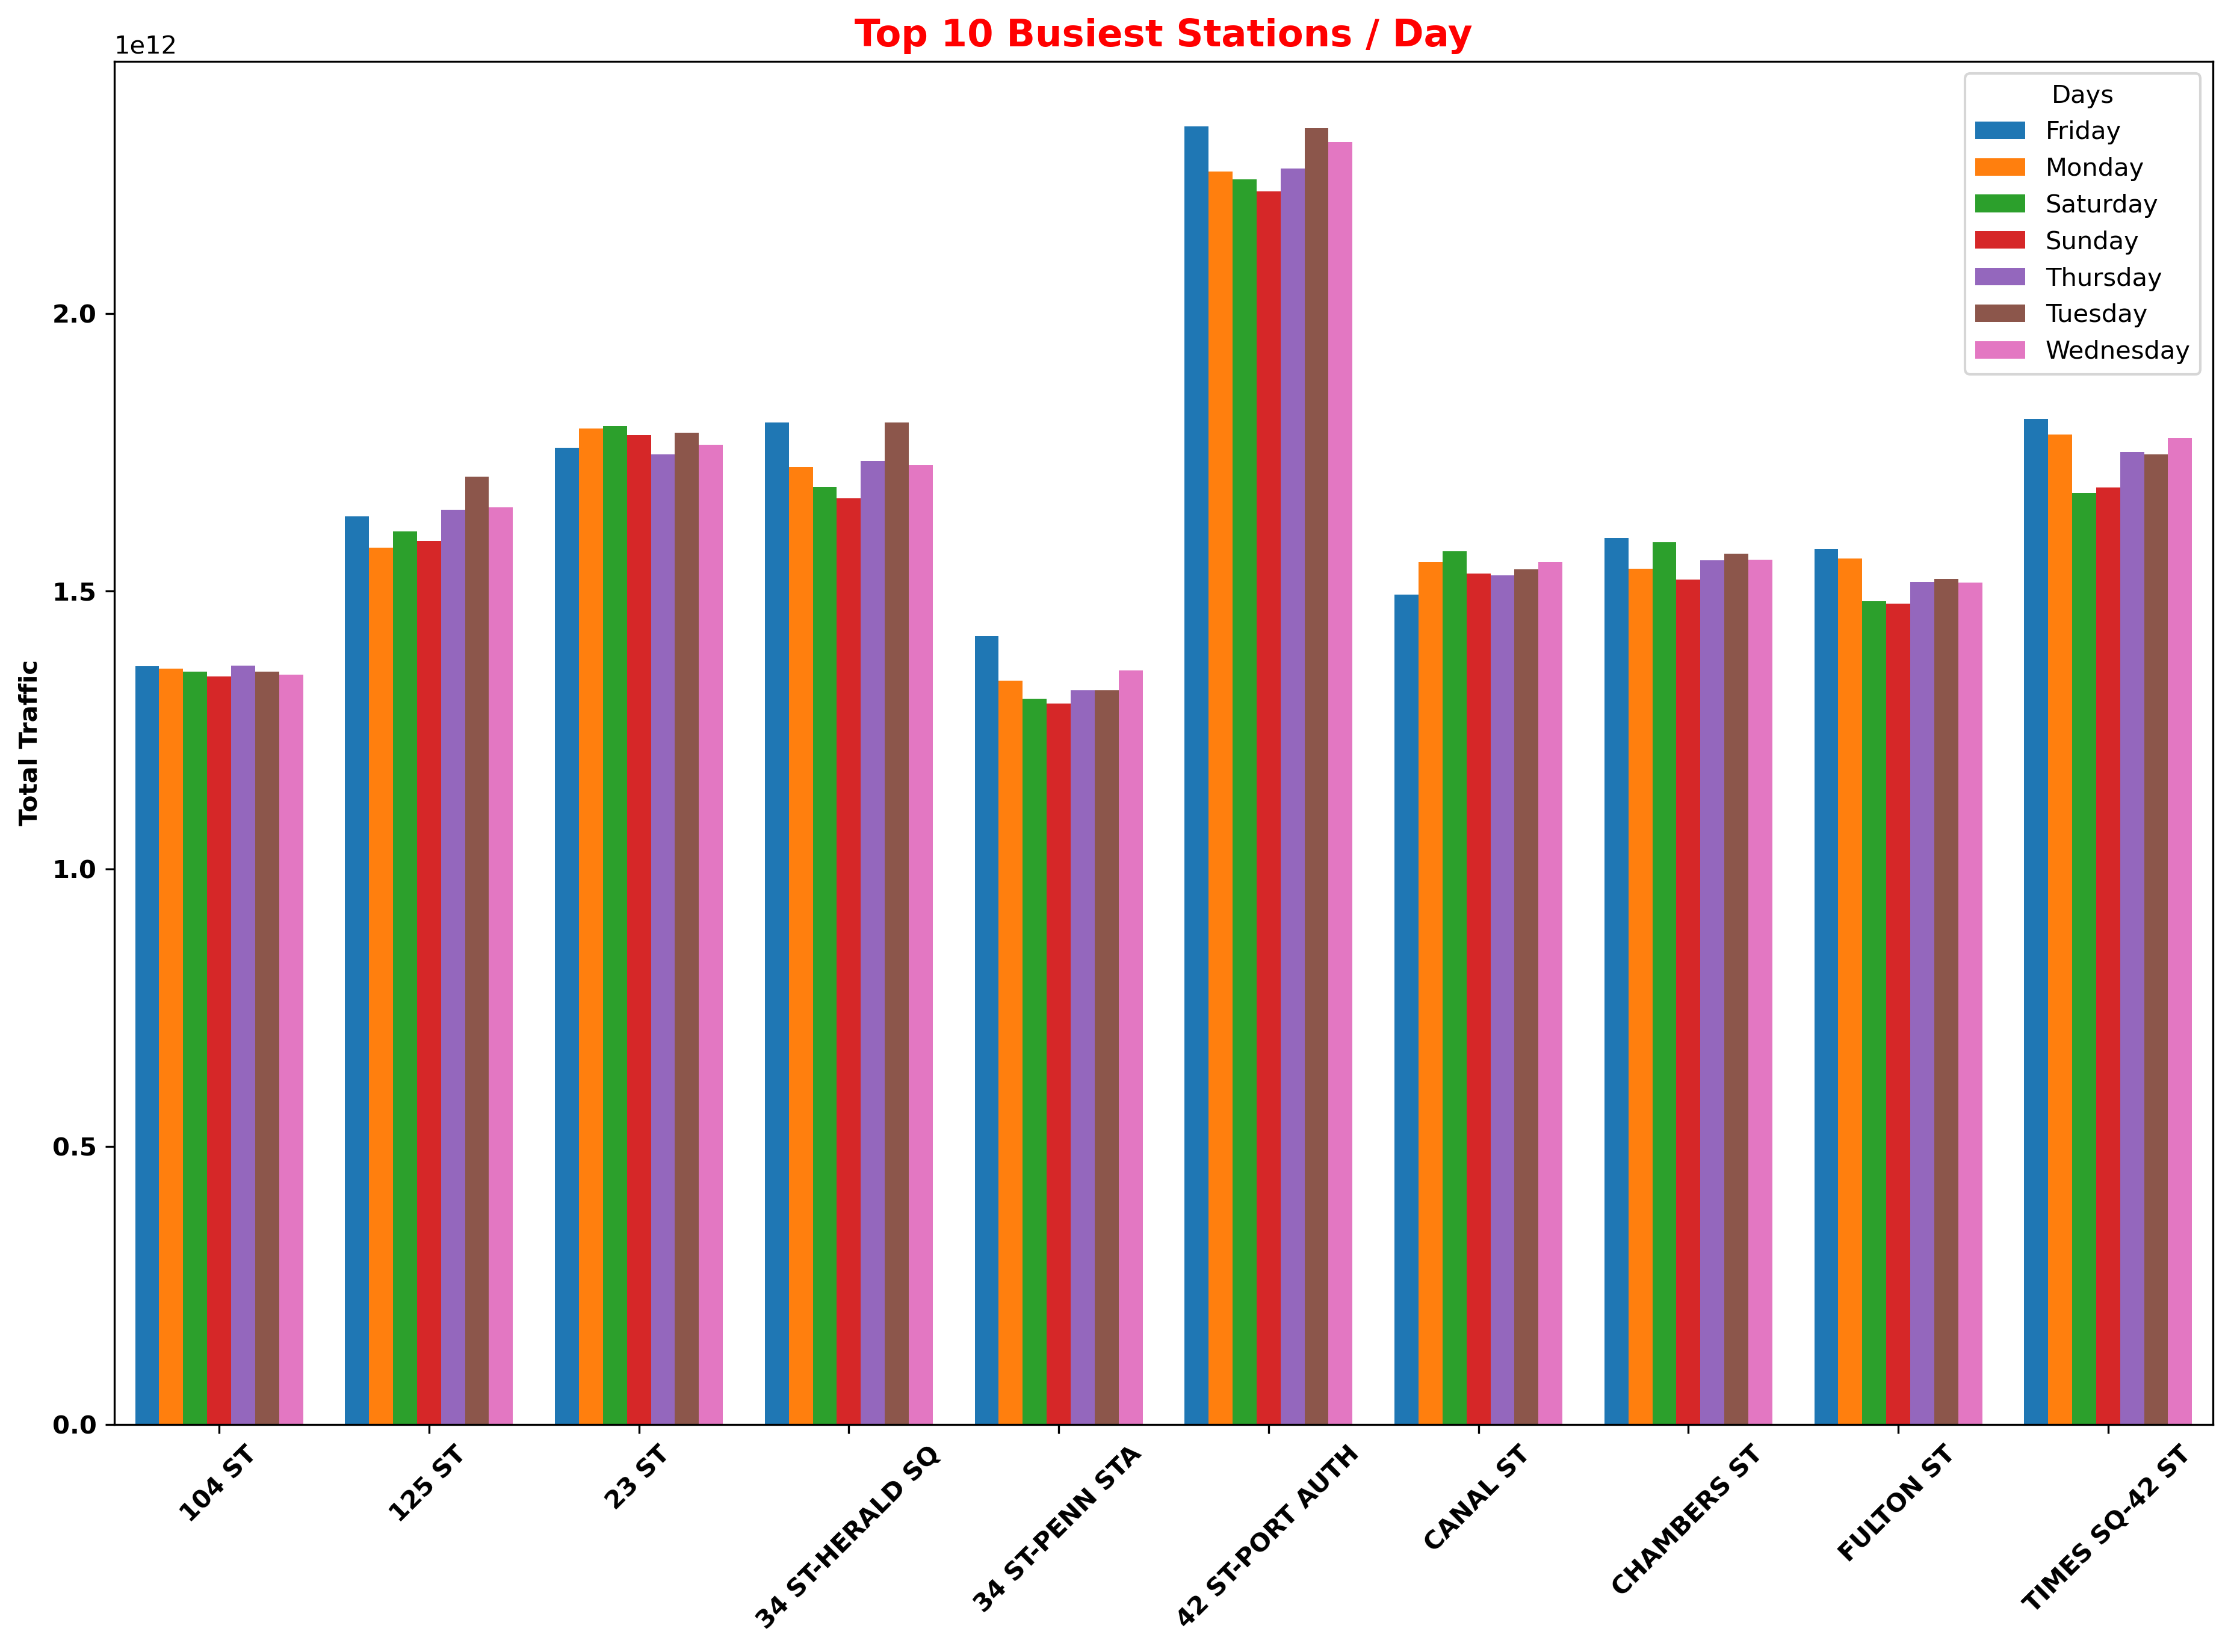 Top 10 Busiest Stations / Day
1e12
Days
Friday
Monday
Saturday
Sunday
Thursday
Tuesday
Wednesday
Total Traffic
2.0
1.5
1.0
0.5
0.0
104 ST
125 ST
23 ST
34 ST-HERALD SQ
34 ST-PENN STA
42 ST-PORT AUTH
CANAL ST
CHAMBERS ST
FULTON ST
TIMES SQ-42 ST